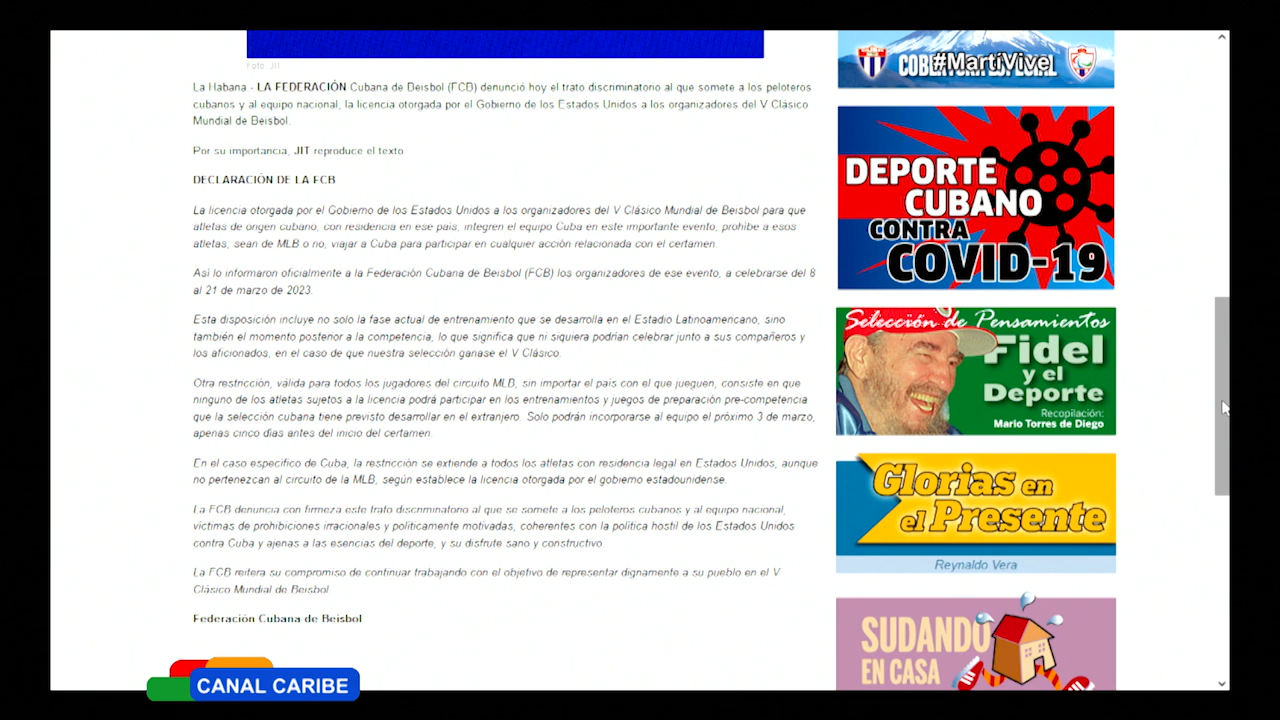 Foto: JIT
La Habana - LA FEDERACIÓN Cubana de Beisbol (FCB) denunció hoy el trato discriminatorio al que somete a los peloteros
cubanos y al equipo nacional, la licencia otorgada por el Gobierno de los Estados Unidos a los organizadores del V Clásico
Mundial de Beisbol.
Por su importancia, JIT reproduce el texto
DECLARACIÓN DE LA FCB
La licencia otorgada por el Gobierno de los Estados Unidos a los organizadores del V Clásico Mundial de Beisbol para que
atletas de origen cubano, con residencia en ese país, integren el equipo Cuba en este importante evento, prohíbe a esos
atletas, sean de MLB o no, viajar a Cuba para participar en cualquier acción relacionada con el certamen.
Así lo informaron oficialmente a la Federación Cubana de Beisbol (FCB) los organizadores de ese evento, a celebrarse del 8
al 21 de marzo de 2023.
Esta disposición incluye no solo la fase actual de entrenamiento que se desarrolla en el Estadio Latinoamericano, sino
también el momento posterior a la competencia, lo que significa que ni siquiera podrían celebrar junto a sus compañeros y
los aficionados, en el caso de que nuestra selección ganase el V Clásico.
Otra restricción, válida para todos los jugadores del circuito MLB, sin importar el país con el que jueguen, consiste en que
ninguno de los atletas sujetos a la licencia podrá participar en los entrenamientos y juegos de preparación pre-competencia
que la selección cubana tiene previsto desarrollar en el extranjero. Solo podrán incorporarse al equipo el próximo 3 de marzo,
apenas cinco días antes del inicio del certamen.
En el caso específico de Cuba, la restricción se extiende a todos los atletas con residencia legal en Estados Unidos, aunque
no pertenezcan al circuito de la MLB, según establece la licencia otorgada por el gobierno estadounidense.
La FCB denuncia con firmeza este trato discriminatorio al que se somete a los peloteros cubanos y al equipo nacional,
víctimas de prohibiciones irracionales y políticamente motivadas, coherentes con la política hostil de los Estados Unidos
contra Cuba y ajenas a las esencias del deporte, y su disfrute sano y constructivo.
La FCB reitera su compromiso de continuar trabajando con el objetivo de representar dignamente a su pueblo en el V
Clásico Mundial de Beisbol
Federación Cubana de Beisbol
#MartíVive
DEPORTE
CUBANO
CONTRA
COVID-19
Selección de Pensamientos
Fidel
y el
Deporte
Recopilación:
Mario Torres de Diego
Glorias en
el Presente
Reynaldo Vera
SUDANDO
EN CASA
CANAL CARIBE